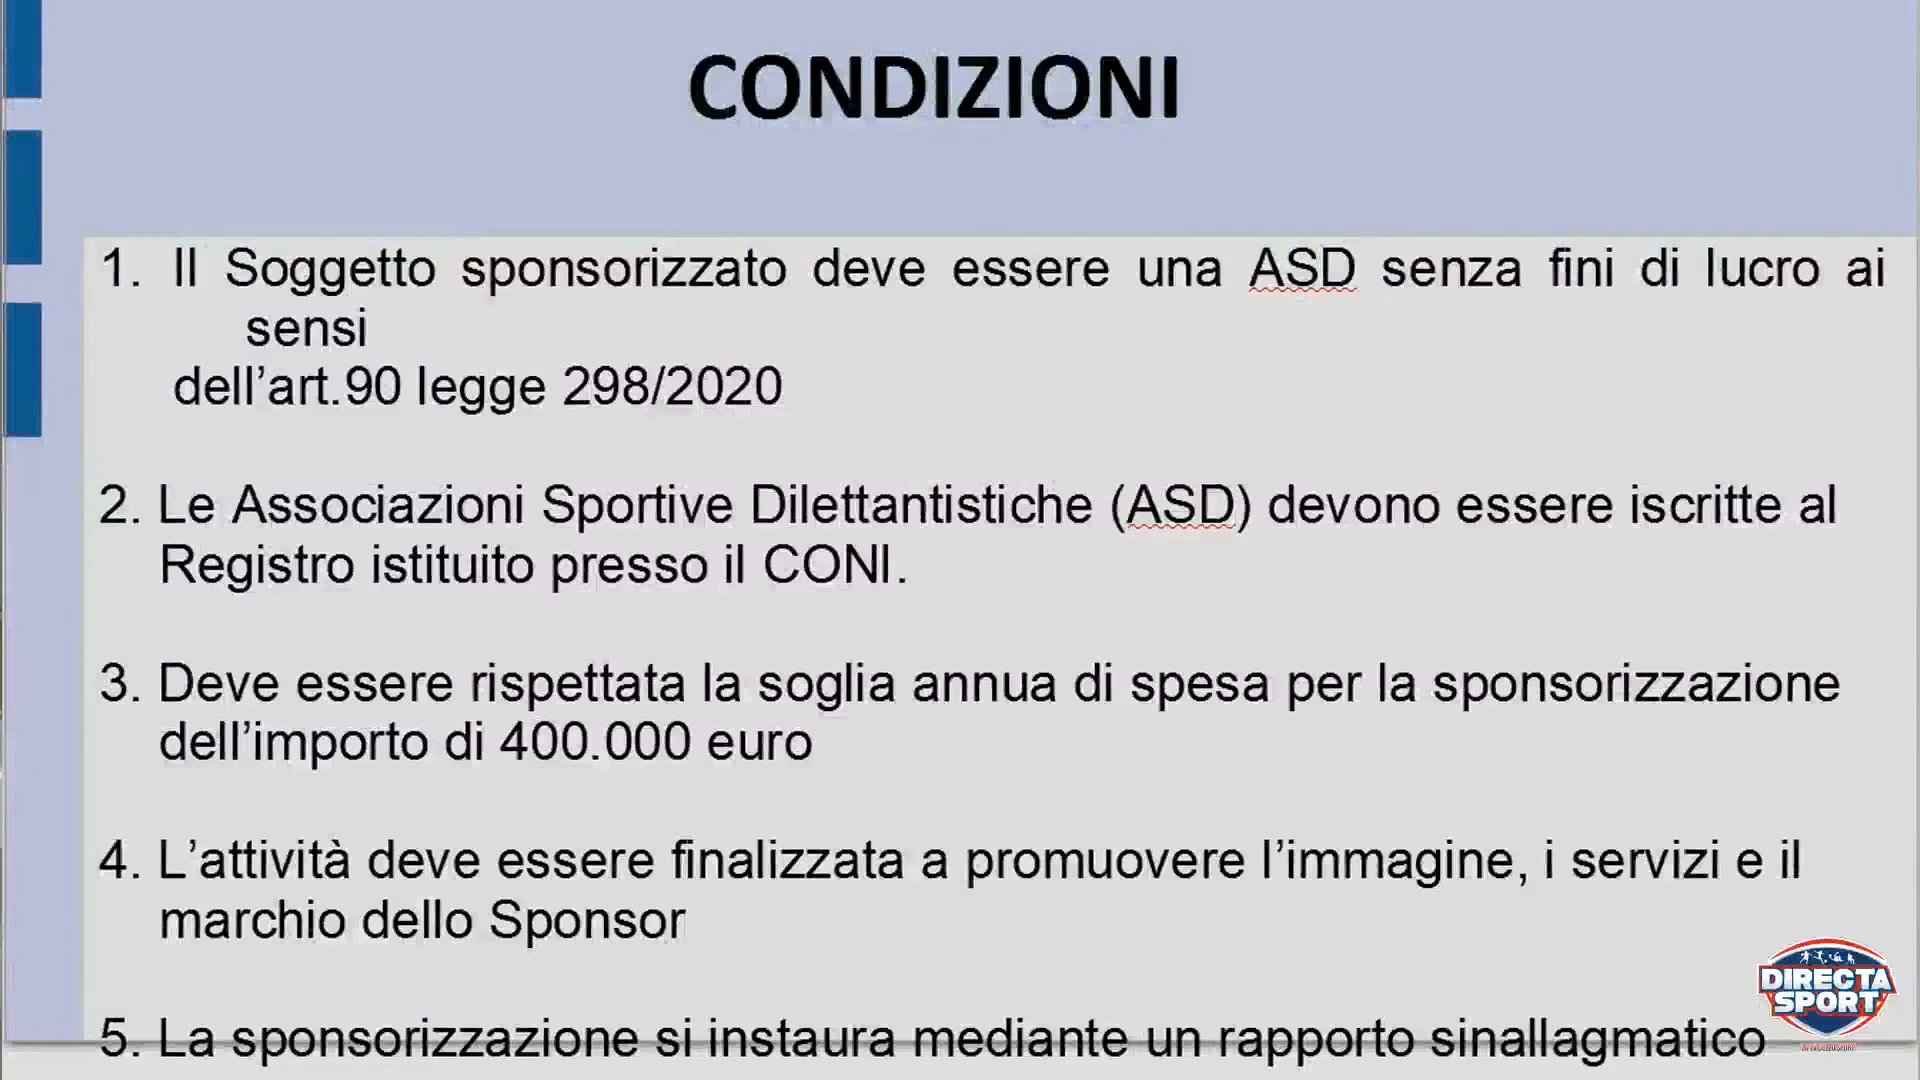 CONDIZIONI
1. Il Soggetto sponsorizzato deve essere una ASD senza fini di lucro ai
sensi
dell’art.90 legge 298/2020
2. Le Associazioni Sportive Dilettantistiche (ASD) devono essere iscritte al
Registro istituito presso il CONI.
3. Deve essere rispettata la soglia annua di spesa per la sponsorizzazione
dell’importo di 400.000 euro
4. L’attività deve essere finalizzata a promuovere l’immagine, i servizi e il
marchio dello Sponsor
5. La sponsorizzazione si instaura mediante un rapporto sinallagmatico
DIRECTA
SPORT